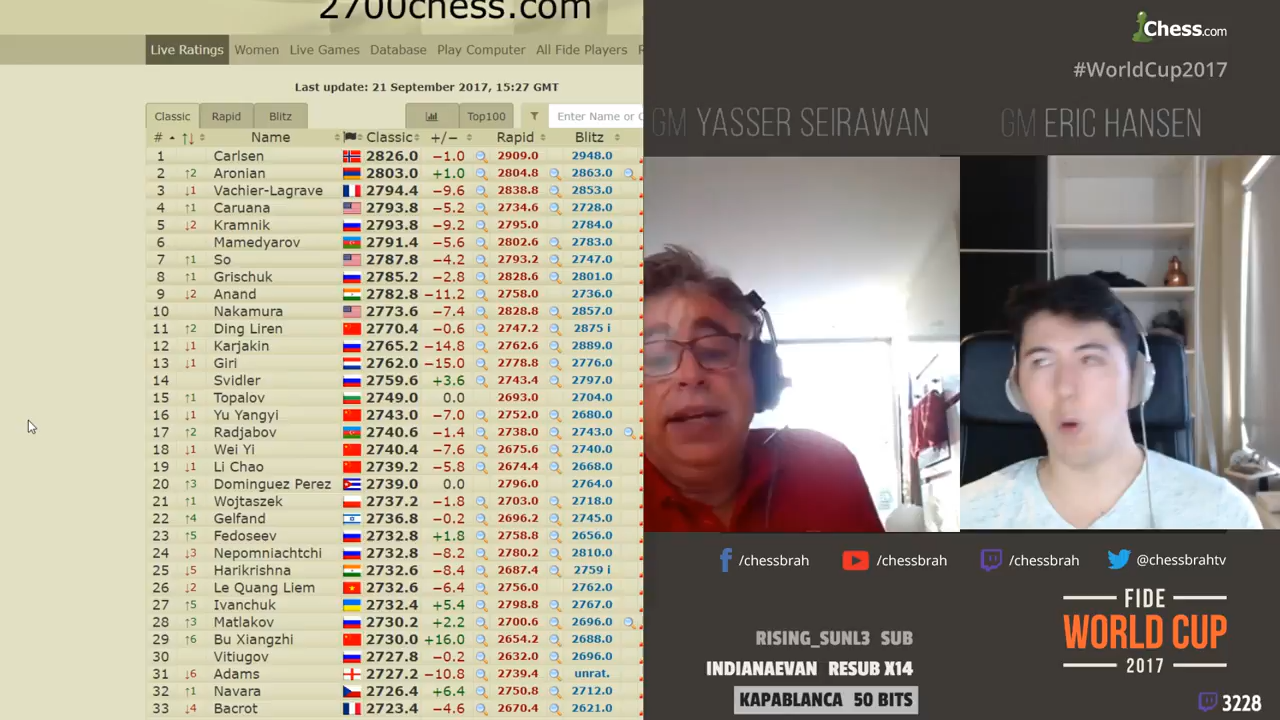 2700chess.com
Live Ratings Women Live Games Database Play Computer All Fide Players
Last update: 21 September 2017, 15:27 GMT
Classic Rapid Blitz Top100 Enter Name or
# Name Classic +/− Rapid Blitz
1 Carlsen 2826.0 −1.0 2909.0 2948.0
2 ↑2 Aronian 2803.0 +1.0 2804.8 2863.0
3 ↓1 Vachier-Lagrave 2794.4 −9.6 2838.8 2853.0
4 ↑1 Caruana 2793.8 −5.2 2734.6 2728.0
5 ↓2 Kramnik 2793.8 −9.2 2795.0 2784.0
6 Mamedyarov 2791.4 −5.6 2802.6 2783.0
7 ↑1 So 2787.8 −4.2 2793.2 2747.0
8 ↑1 Grischuk 2785.2 −2.8 2828.6 2801.0
9 ↓2 Anand 2782.8 −11.2 2758.0 2736.0
10 Nakamura 2773.6 −7.4 2828.8 2857.0
11 ↑2 Ding Liren 2770.4 −0.6 2747.2 2875 i
12 ↓1 Karjakin 2765.2 −14.8 2762.6 2889.0
13 ↓1 Giri 2762.0 −15.0 2778.8 2776.0
14 Svidler 2759.6 +3.6 2743.4 2797.0
15 ↑1 Topalov 2749.0 0.0 2693.0 2704.0
16 ↓1 Yu Yangyi 2743.0 −7.0 2752.0 2680.0
17 ↑2 Radjabov 2740.6 −1.4 2738.0 2743.0
18 ↓1 Wei Yi 2740.4 −7.6 2675.6 2740.0
19 ↓1 Li Chao 2739.2 −5.8 2674.4 2668.0
20 ↑3 Dominguez Perez 2739.0 0.0 2796.0 2764.0
21 ↑1 Wojtaszek 2737.2 −1.8 2703.0 2718.0
22 ↑4 Gelfand 2736.8 −0.2 2696.2 2745.0
23 ↑5 Fedoseev 2732.8 +1.8 2758.8 2656.0
24 ↓3 Nepomniachtchi 2732.8 −8.2 2780.2 2810.0
25 ↓5 Harikrishna 2732.6 −8.4 2687.4 2759 i
26 ↓2 Le Quang Liem 2732.6 −6.4 2756.0 2762.0
27 ↑5 Ivanchuk 2732.4 +5.4 2798.8 2767.0
28 ↑3 Matlakov 2730.2 +2.2 2700.6 2696.0
29 ↑6 Bu Xiangzhi 2730.0 +16.0 2654.2 2688.0
30 Vitiugov 2727.8 −0.2 2632.0 2696.0
31 ↓6 Adams 2727.2 −10.8 2739.4 unrat.
32 ↑1 Navara 2726.4 +6.4 2750.8 2712.0
33 ↓4 Bacrot 2723.4 −4.6 2670.4 2621.0
Chess.com
#WorldCup2017
GM YASSER SEIRAWAN GM ERIC HANSEN
/chessbrah /chessbrah /chessbrah @chessbrahtv
FIDE
WORLD CUP
2017
RISING_SUNL3 SUB
INDIANAEVAN RESUB X14
KAPABLANCA 50 BITS
3228